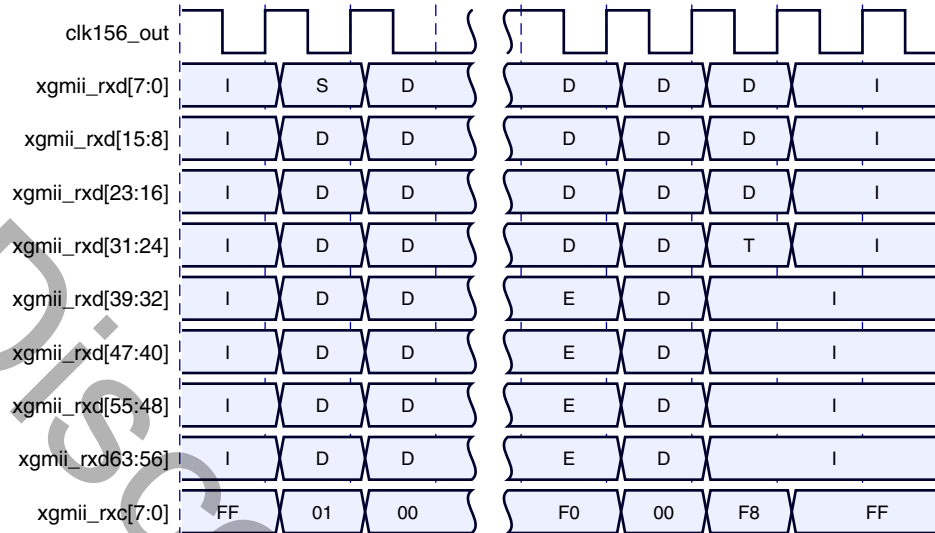 clk156_out
xgmii_rxd[7:0] I S D D D D I
xgmii_rxd[15:8] I D D D D D I
xgmii_rxd[23:16] I D D D D D I
xgmii_rxd[31:24] I D D D D T I
xgmii_rxd[39:32] I D D E D I
xgmii_rxd[47:40] I D D E D I
xgmii_rxd[55:48] I D D E D I
xgmii_rxd63:56] I D D E D I
xgmii_rxc[7:0] FF 01 00 F0 00 F8 FF
Disc